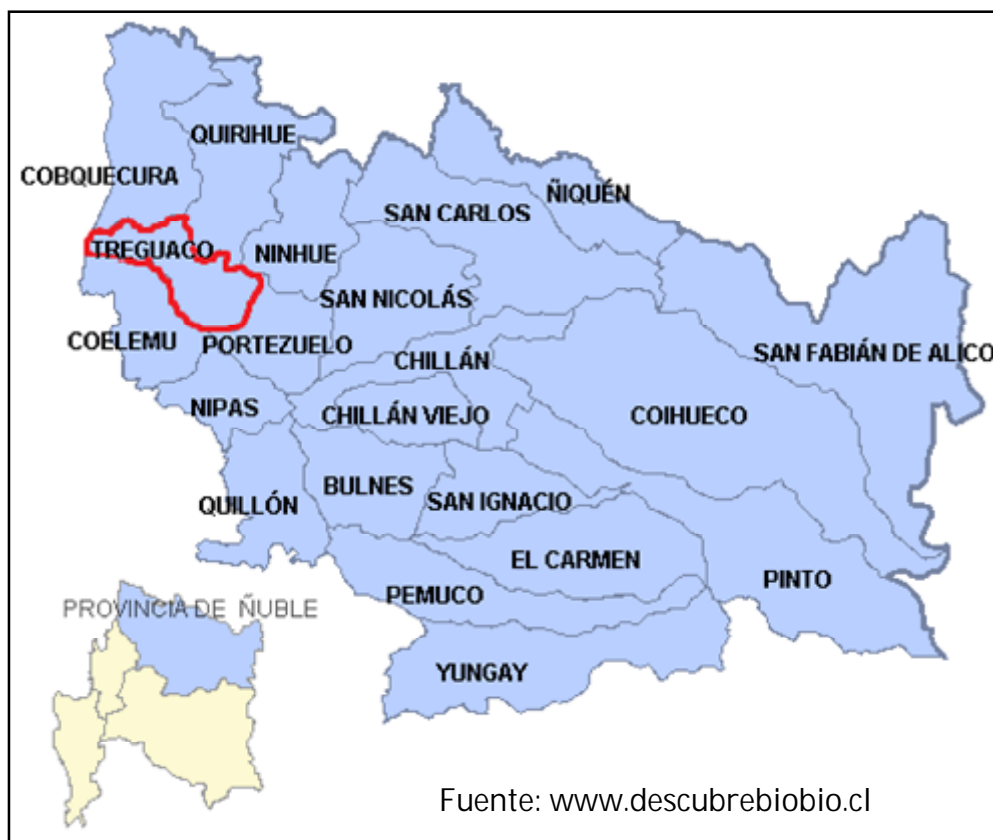 QUIRIHUE
COBQUECURA
ÑIQUÉN
SAN CARLOS
TREGUACO
NINHUE
SAN NICOLÁS
COELEMU
PORTEZUELO
CHILLÁN
SAN FABIÁN DE ALICO
NIPAS
CHILLÁN VIEJO
COIHUECO
BULNES
QUILLÓN
SAN IGNACIO
EL CARMEN
PINTO
PEMUCO
PROVINCIA DE ÑUBLE
YUNGAY
Fuente: www.descubrebiobio.cl